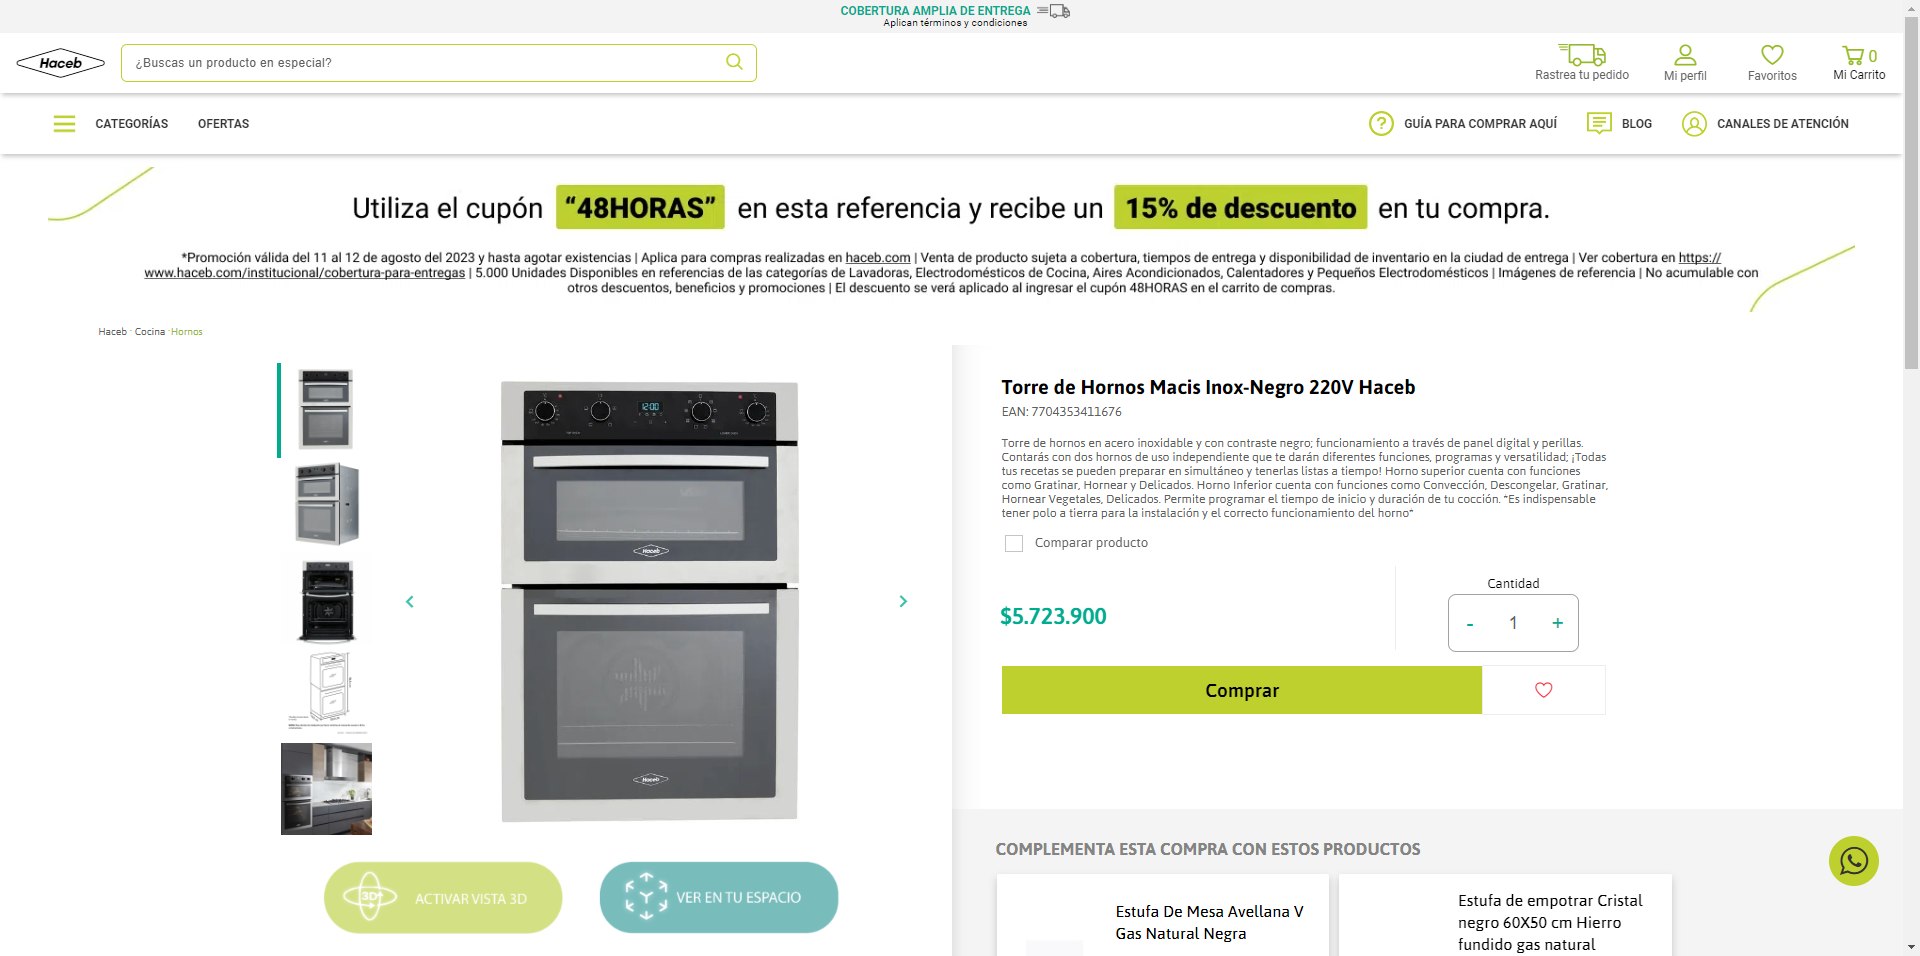 COBERTURA AMPLIA DE ENTREGA
Aplican términos y condiciones
Haceb
¿Buscas un producto en especial?
Rastrea tu pedido
Mi perfil
Favoritos
0
Mi Carrito
CATEGORÍAS
OFERTAS
GUÍA PARA COMPRAR AQUÍ
BLOG
CANALES DE ATENCIÓN
Utiliza el cupón “48HORAS” en esta referencia y recibe un 15% de descuento en tu compra.
*Promoción válida del 11 al 12 de agosto del 2023 y hasta agotar existencias | Aplica para compras realizadas en haceb.com | Venta de producto sujeta a cobertura, tiempos de entrega y disponibilidad de inventario en la ciudad de entrega | Ver cobertura en https://
www.haceb.com/institucional/cobertura-para-entregas | 5.000 Unidades Disponibles en referencias de las categorías de Lavadoras, Electrodomésticos de Cocina, Aires Acondicionados, Calentadores y Pequeños Electrodomésticos | Imágenes de referencia | No acumulable con
otros descuentos, beneficios y promociones | El descuento se verá aplicado al ingresar el cupón 48HORAS en el carrito de compras.
Haceb · Cocina · Hornos
12:00
Haceb
Haceb
Torre de Hornos Macis Inox-Negro 220V Haceb
EAN: 7704353411676
Torre de hornos en acero inoxidable y con contraste negro; funcionamiento a través de panel digital y perillas.
Contarás con dos hornos de uso independiente que te darán diferentes funciones, programas y versatilidad; ¡Todas
tus recetas se pueden preparar en simultáneo y tenerlas listas a tiempo! Horno superior cuenta con funciones
como Gratinar, Hornear y Delicados. Horno Inferior cuenta con funciones como Convección, Descongelar, Gratinar,
Hornear Vegetales, Delicados. Permite programar el tiempo de inicio y duración de tu cocción. *Es indispensable
tener polo a tierra para la instalación y el correcto funcionamiento del horno*
Comparar producto
$5.723.900
Cantidad
- 1 +
Comprar
3D
ACTIVAR VISTA 3D
VER EN TU ESPACIO
COMPLEMENTA ESTA COMPRA CON ESTOS PRODUCTOS
Estufa De Mesa Avellana V
Gas Natural Negra
Estufa de empotrar Cristal
negro 60X50 cm Hierro
fundido gas natural